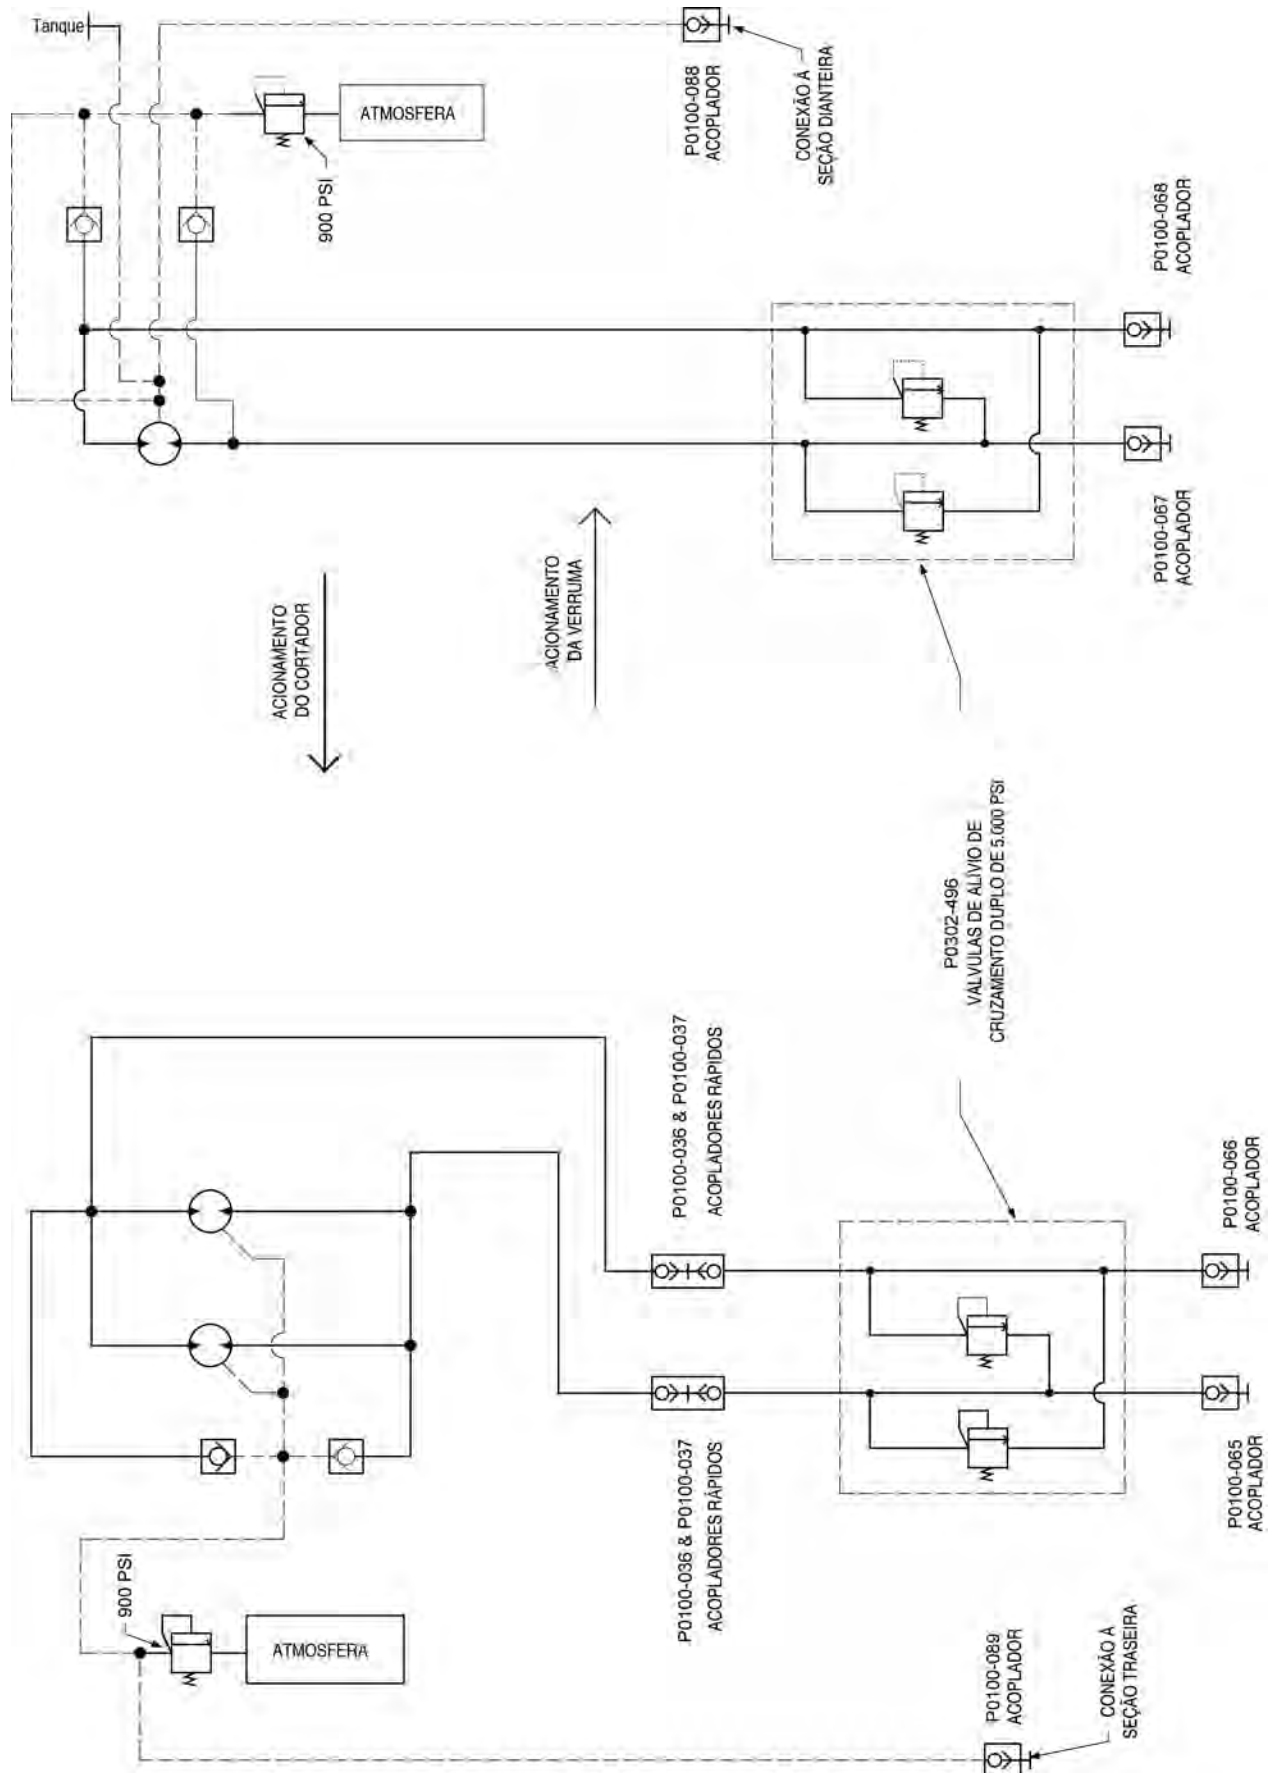 Tanque
ATMOSFERA
900 PSI
P0100-088
ACOPLADOR
CONEXÃO À
SEÇÃO DIANTEIRA
P0100-068
ACOPLADOR
P0100-067
ACOPLADOR
ACIONAMENTO
DO CORTADOR
ACIONAMENTO
DA VERRUMA
P0302-496
VÁLVULAS DE ALÍVIO DE
CRUZAMENTO DUPLO DE 5.000 PSI
P0100-036 & P0100-037
ACOPLADORES RÁPIDOS
P0100-036 & P0100-037
ACOPLADORES RÁPIDOS
P0100-066
ACOPLADOR
P0100-065
ACOPLADOR
900 PSI
ATMOSFERA
P0100-089
ACOPLADOR
CONEXÃO À
SEÇÃO TRASEIRA